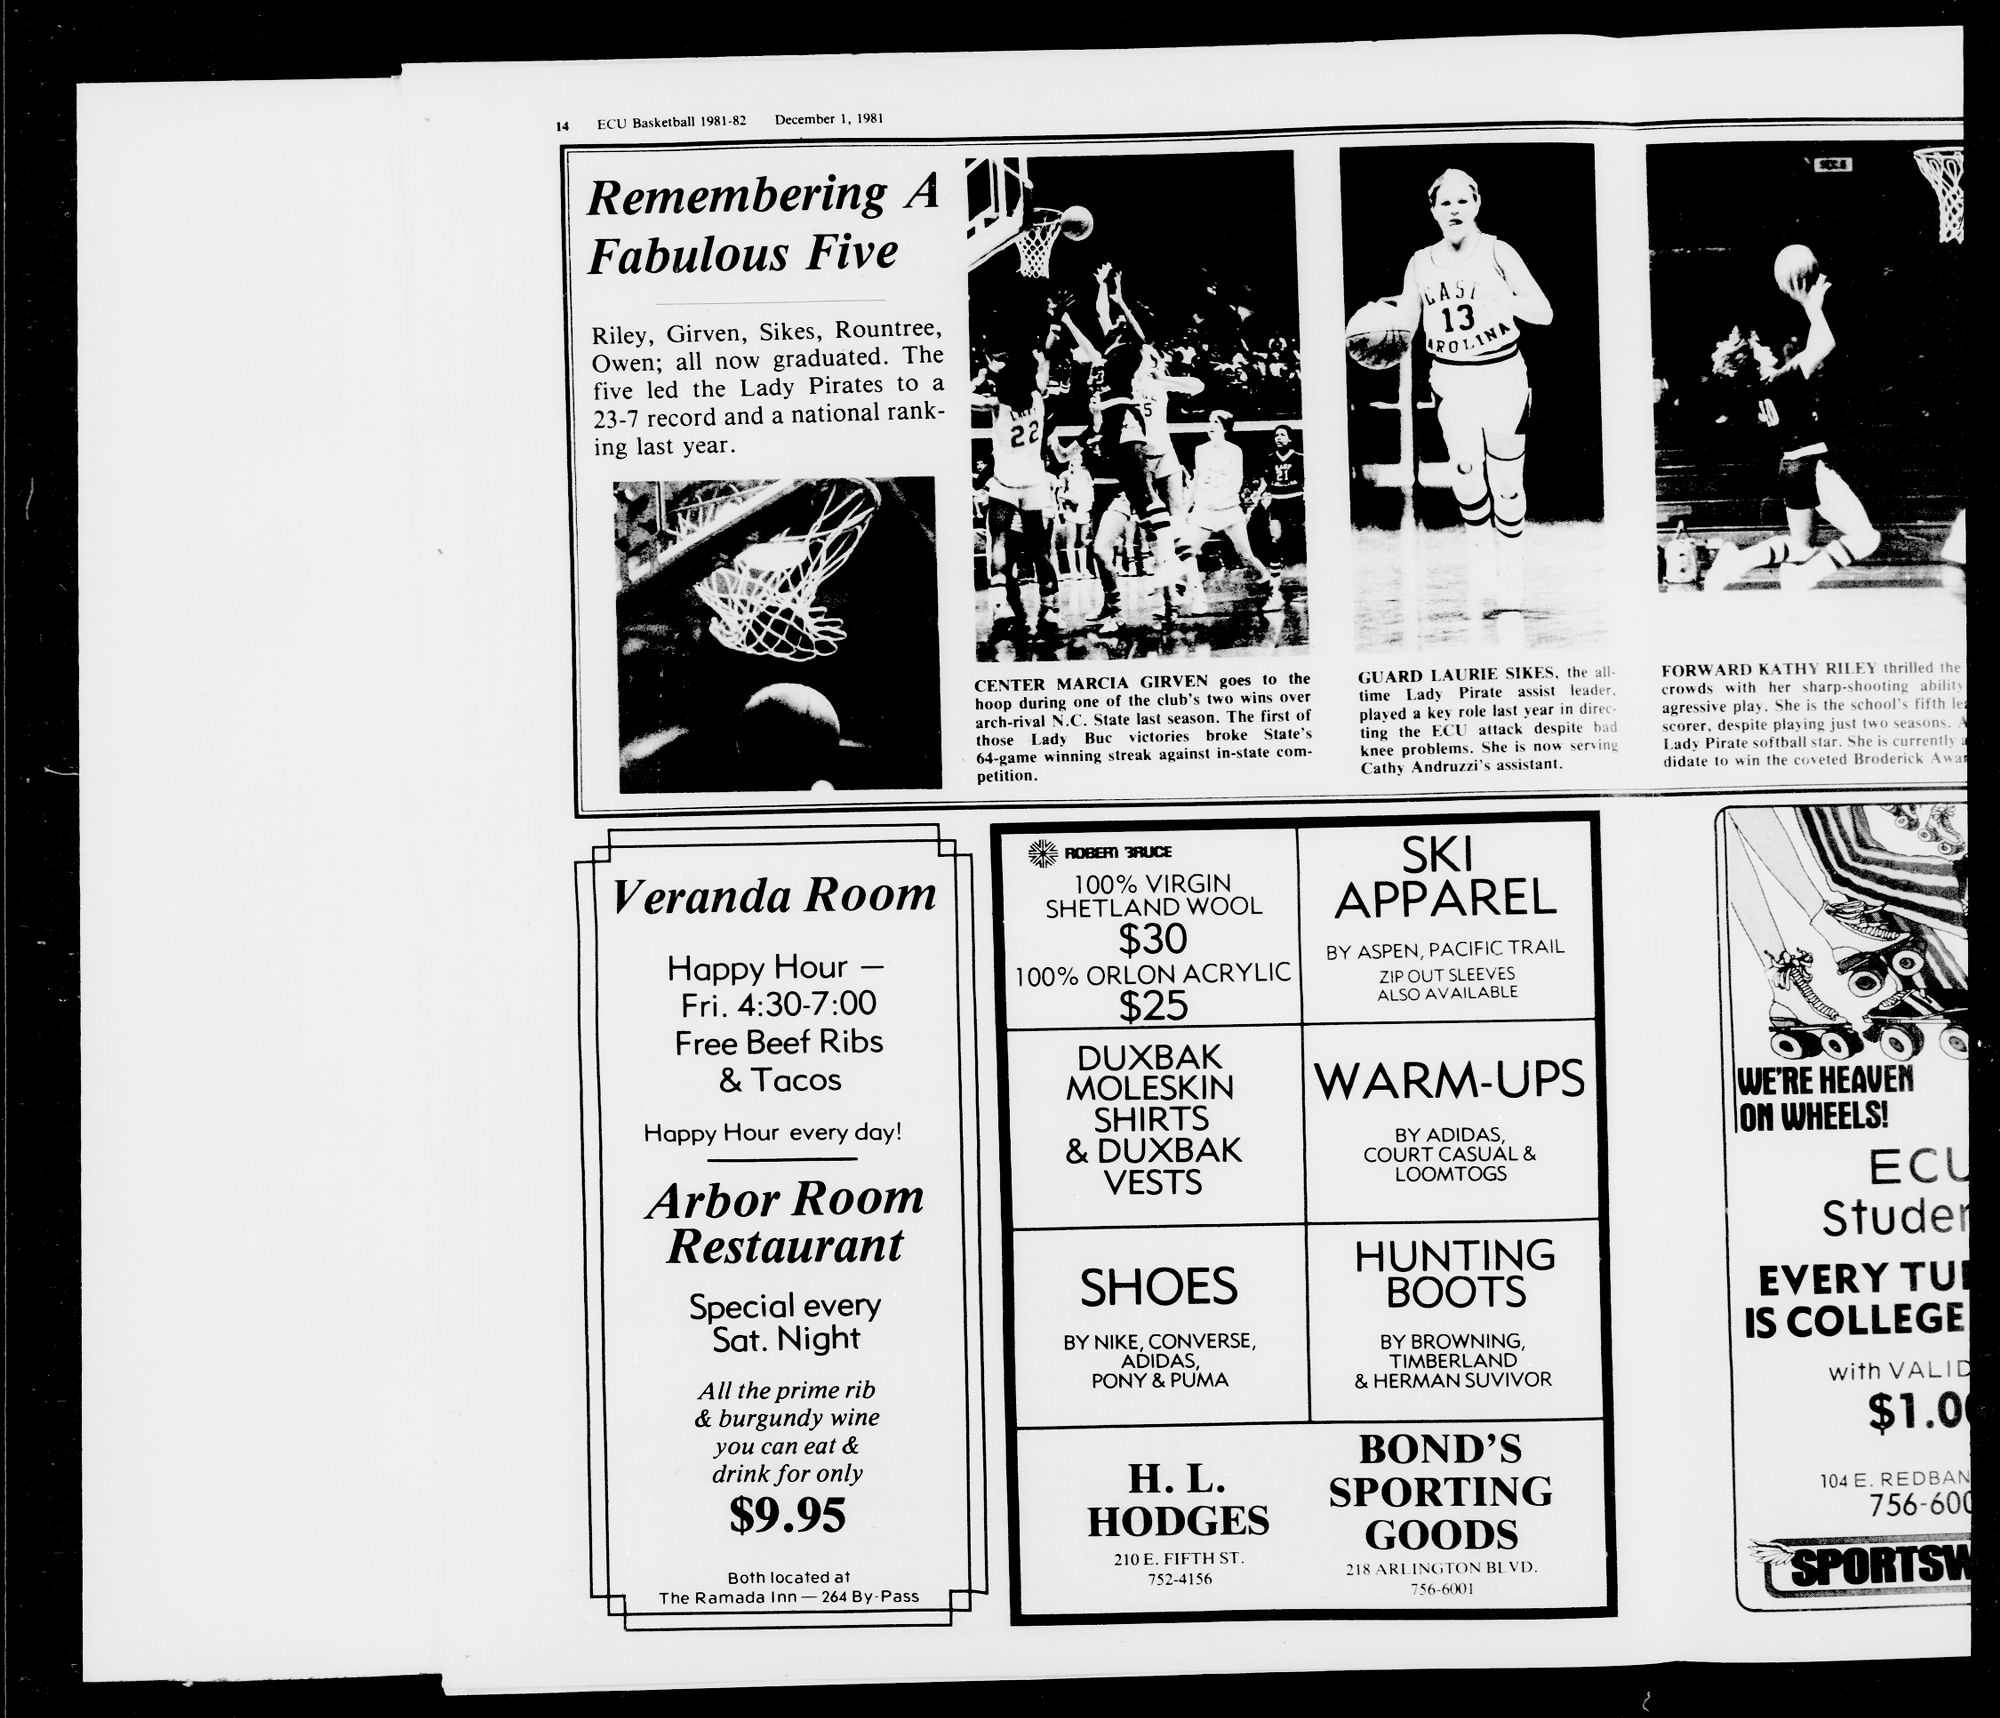 14 ECU Basketball 1981-82 December 1, 1981
Remembering A
Fabulous Five
Riley, Girven, Sikes, Rountree,
Owen; all now graduated. The
five led the Lady Pirates to a
23-7 record and a national rank-
ing last year.
22
5
EAST
13
AROLINA
CENTER MARCIA GIRVEN goes to the
hoop during one of the club's two wins over
arch-rival N.C. State last season. The first of
those Lady Buc victories broke State's
64-game winning streak against in-state com-
petition.
GUARD LAURIE SIKES, the all-
time Lady Pirate assist leader,
played a key role last year in direc-
ting the ECU attack despite bad
knee problems. She is now serving
Cathy Andruzzi's assistant.
FORWARD KATHY RILEY thrilled the
crowds with her sharp-shooting ability
agressive play. She is the school's fifth lea
scorer, despite playing just two seasons. A
Lady Pirate softball star. She is currently a
didate to win the coveted Broderick Awar
Veranda Room
Happy Hour —
Fri. 4:30-7:00
Free Beef Ribs
& Tacos
Happy Hour every day!
Arbor Room
Restaurant
Special every
Sat. Night
All the prime rib
& burgundy wine
you can eat &
drink for only
$9.95
Both located at
The Ramada Inn — 264 By-Pass
ROBERT BRUCE
100% VIRGIN
SHETLAND WOOL
$30
100% ORLON ACRYLIC
$25
SKI
APPAREL
BY ASPEN, PACIFIC TRAIL
ZIP OUT SLEEVES
ALSO AVAILABLE
DUXBAK
MOLESKIN
SHIRTS
& DUXBAK
VESTS
WARM-UPS
BY ADIDAS,
COURT CASUAL &
LOOMTOGS
SHOES
BY NIKE, CONVERSE,
ADIDAS,
PONY & PUMA
HUNTING
BOOTS
BY BROWNING,
TIMBERLAND
& HERMAN SUVIVOR
H. L.
HODGES
210 E. FIFTH ST.
752-4156
BOND'S
SPORTING
GOODS
218 ARLINGTON BLVD.
756-6001
WE'RE HEAVEN
ON WHEELS!
ECU
Studen
EVERY TUE
IS COLLEGE
with VALID
$1.00
104 E. REDBAN
756-600
SPORTSW